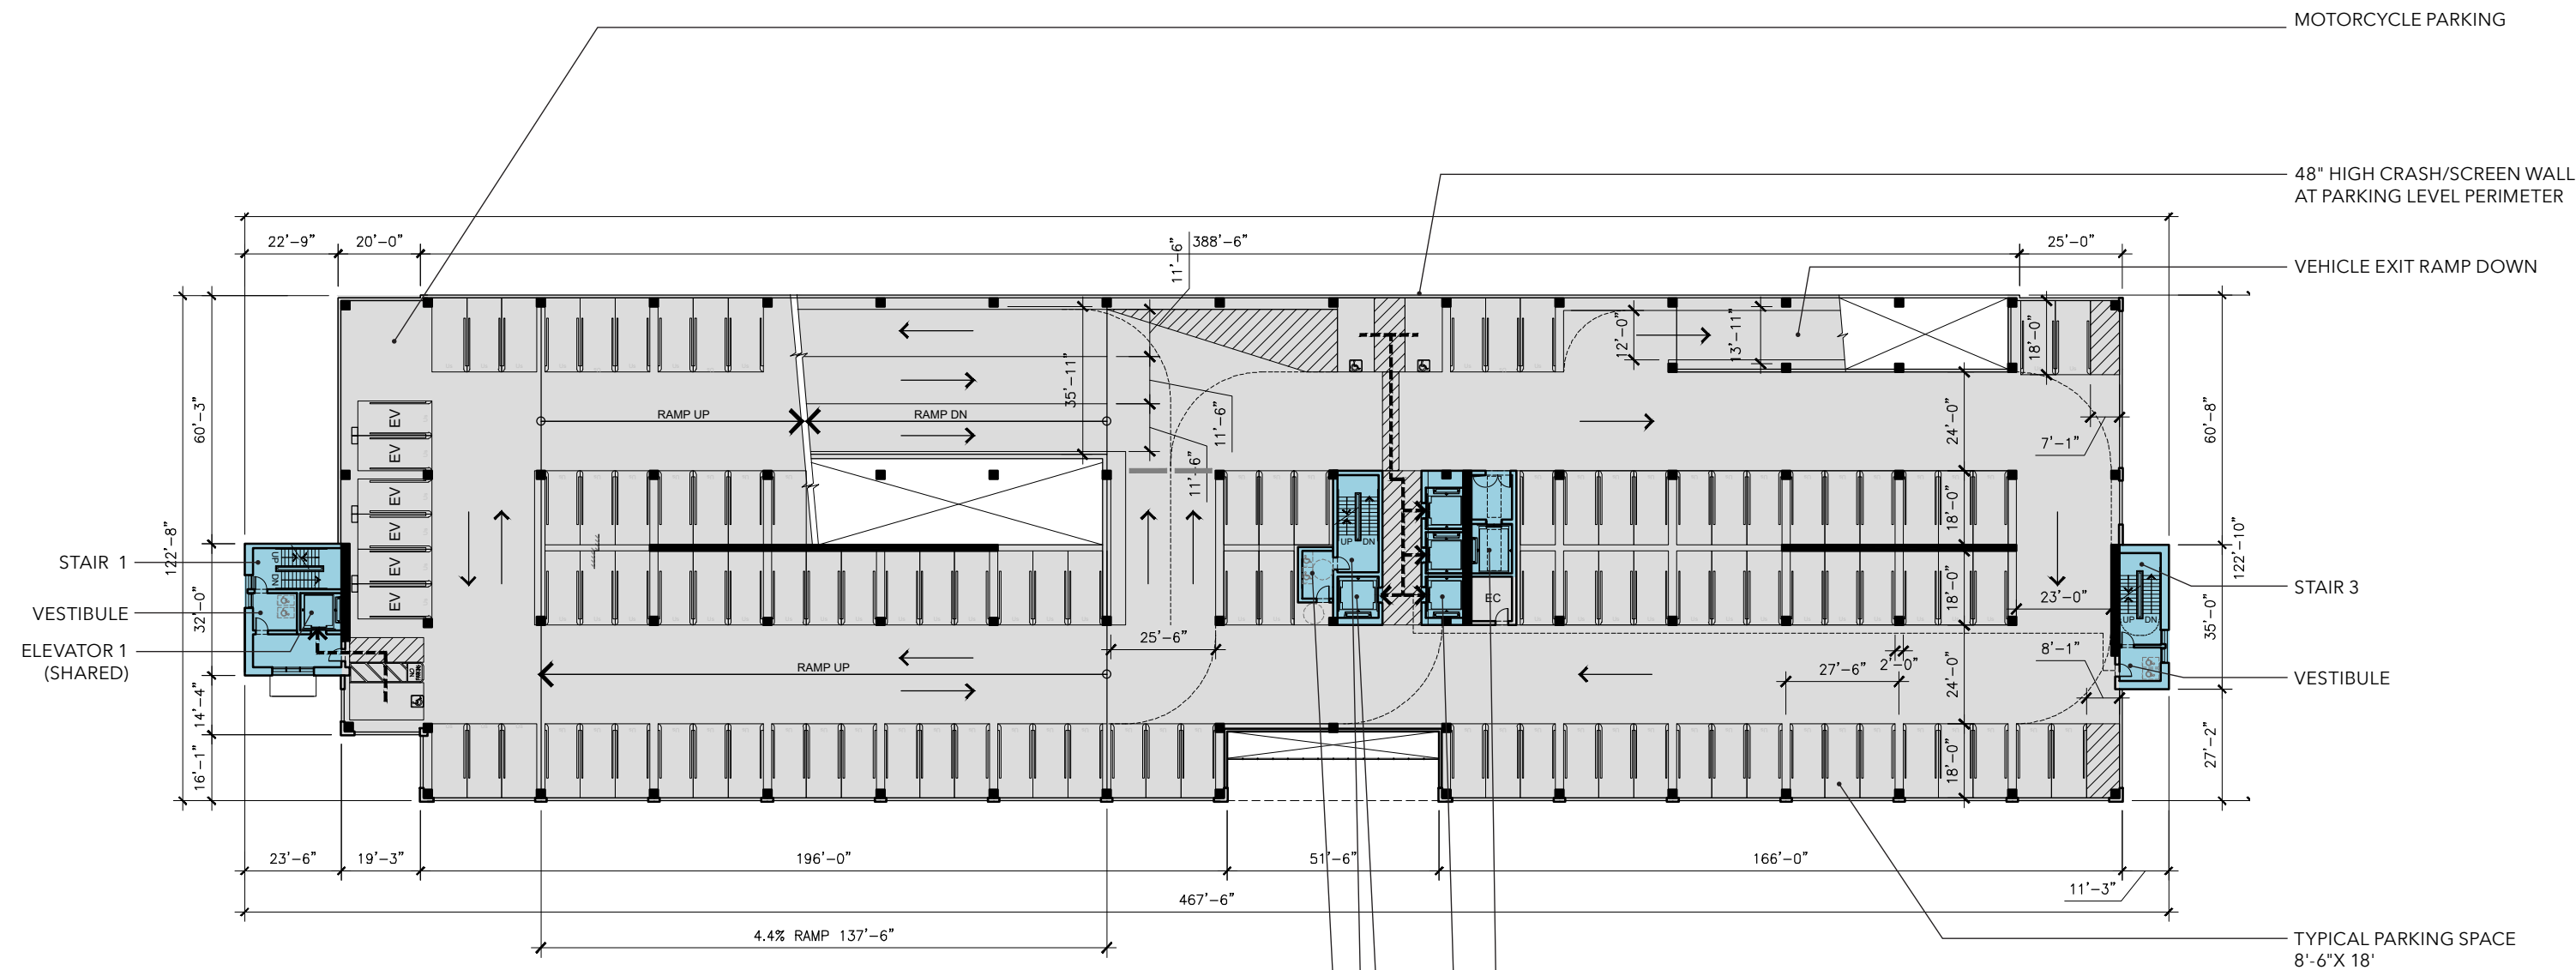 MOTORCYCLE PARKING
48" HIGH CRASH/SCREEN WALL
AT PARKING LEVEL PERIMETER
22'-9"
20'-0"
11'-6"
388'-6"
25'-0"
VEHICLE EXIT RAMP DOWN
35'-11"
12'-0"
13'-11"
18'-0"
60'-3"
60'-8"
EV
EV
RAMP UP
RAMP DN
11'-6"
24'-0"
7'-1"
11'-6"
EV
EV
EV
EV
18'-0"
122'-8"
122'-10"
STAIR 1
UP
DN
UP
DN
STAIR 3
VESTIBULE
32'-0"
EC
18'-0"
23'-0"
35'-0"
UP
DN
ELEVATOR 1
(SHARED)
25'-6"
8'-1"
RAMP UP
27'-6"
2'-0"
24'-0"
VESTIBULE
14'-4"
16'-1"
18'-0"
27'-2"
23'-6"
19'-3"
196'-0"
51'-6"
166'-0"
11'-3"
467'-6"
4.4% RAMP 137'-6"
TYPICAL PARKING SPACE
8'-6"X 18'